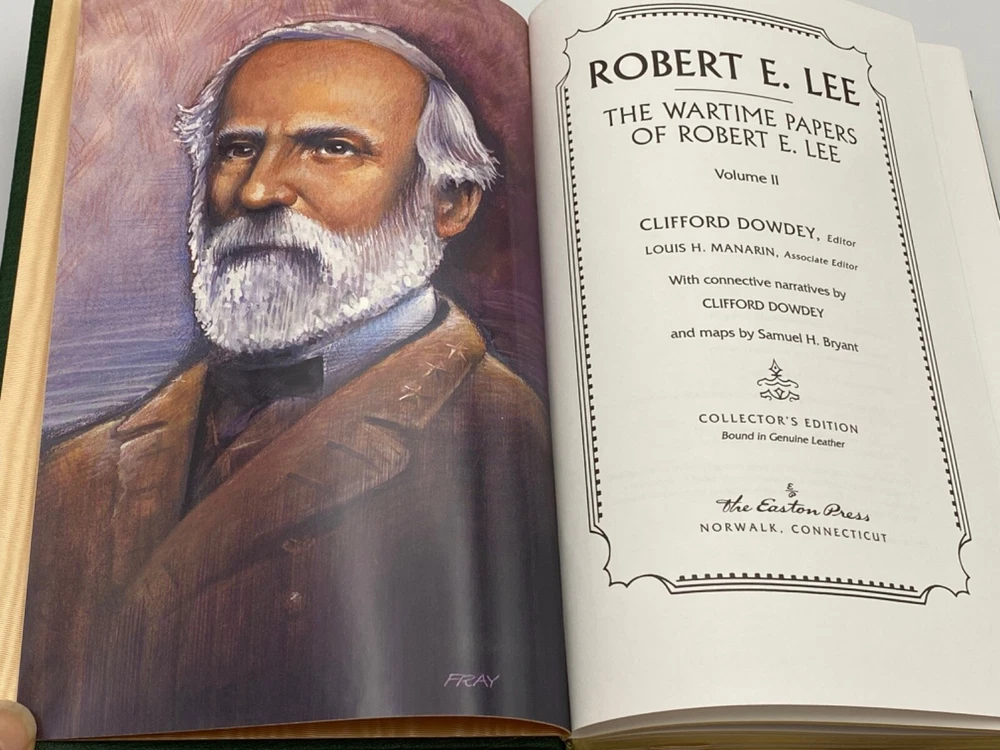 FRAY
ROBERT E. LEE
THE WARTIME PAPERS
OF ROBERT E. LEE
Volume II
CLIFFORD DOWDEY, Editor
LOUIS H. MANARIN, Associate Editor
With connective narratives by
CLIFFORD DOWDEY
and maps by Samuel H. Bryant
COLLECTOR'S EDITION
Bound in Genuine Leather
The Easton Press
NORWALK, CONNECTICUT